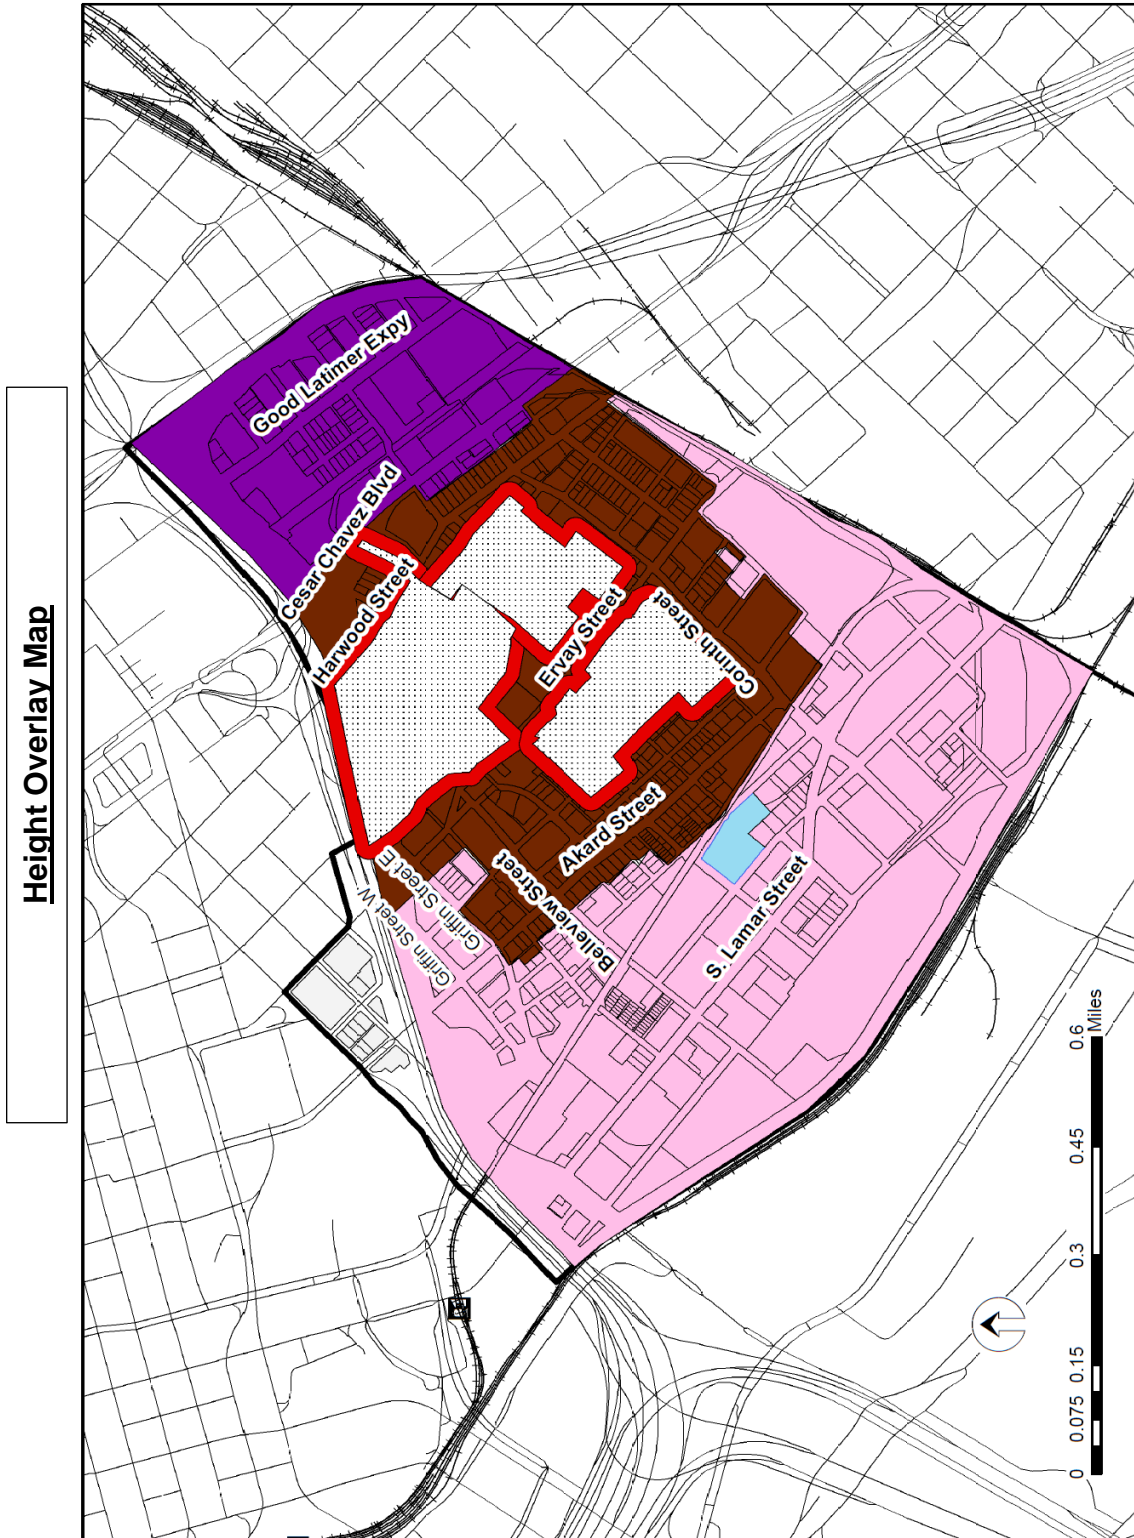 Height Overlay Map
Good Latimer Expy
Cesar Chavez Blvd
Harwood Street
Ervay Street
Corinth Street
Griffin Street E
Griffin Street W
Belleview Street
Akard Street
S. Lamar Street
0 0.075 0.15 0.3 0.45 0.6
Miles